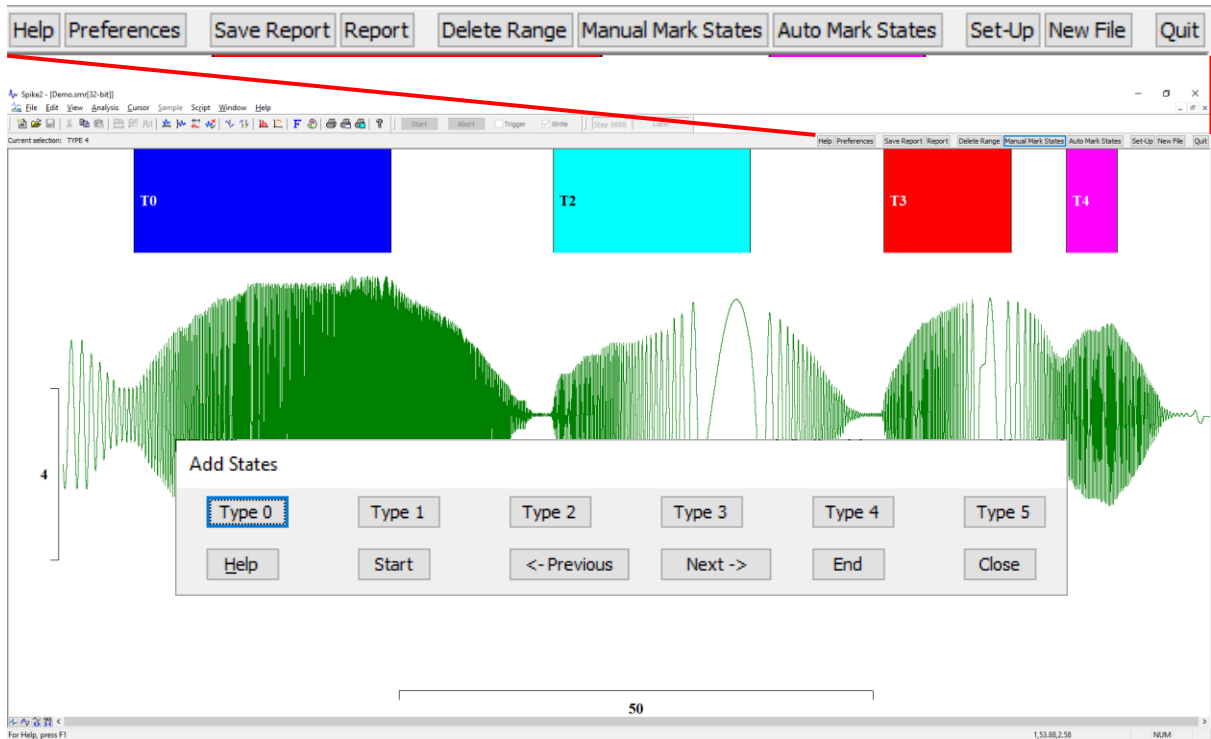 Help Preferences Save Report Report Delete Range Manual Mark States Auto Mark States Set-Up New File Quit
Spike2 - [Demo.smr[32-bit]]
File Edit View Analysis Cursor Sample Script Window Help
Start Abort Trigger Write
Current selection: TYPE 4 Help Preferences Save Report Report Delete Range Manual Mark States Auto Mark States Set-Up New File Quit
T0 T2 T3 T4
4
Add States
Type 0 Type 1 Type 2 Type 3 Type 4 Type 5
Help Start <- Previous Next -> End Close
50
For Help, press F1 1,53.88,2.58 NUM